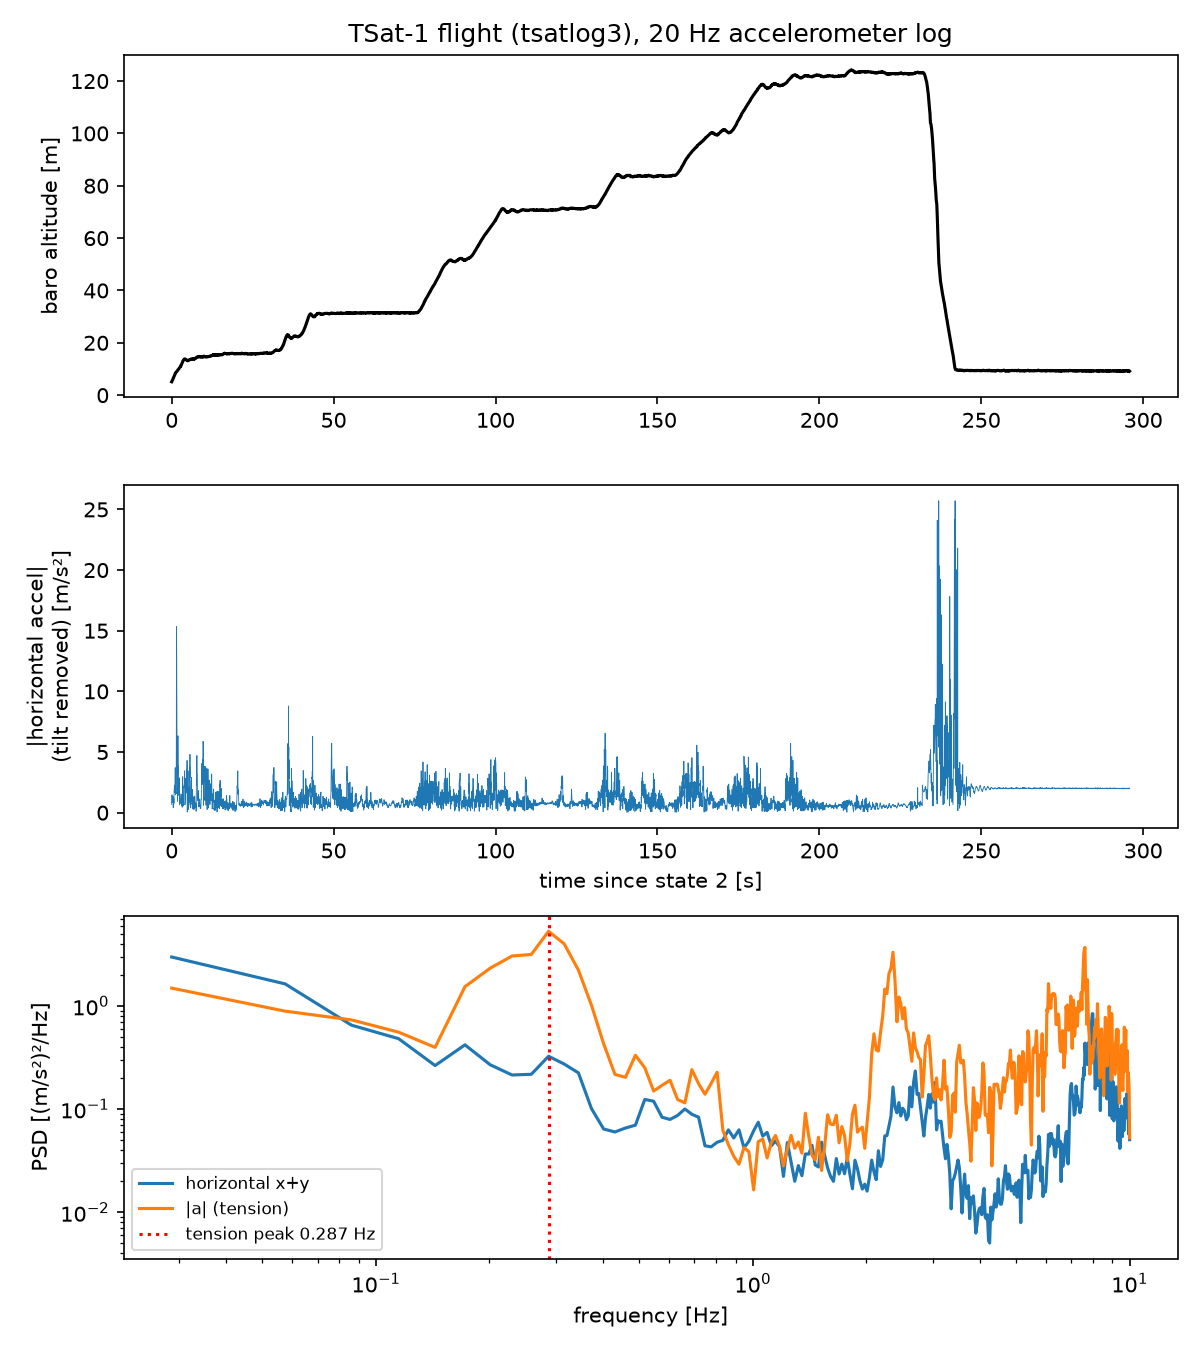 TSat-1 flight (tsatlog3), 20 Hz accelerometer log
baro altitude [m]
120
100
80
60
40
20
0
0 50 100 150 200 250 300
|horizontal accel|
(tilt removed) [m/s²]
25
20
15
10
5
0
0 50 100 150 200 250 300
time since state 2 [s]
PSD [(m/s²)²/Hz]
10⁰
10⁻¹
10⁻²
horizontal x+y
|a| (tension)
tension peak 0.287 Hz
10⁻¹ 10⁰ 10¹
frequency [Hz]